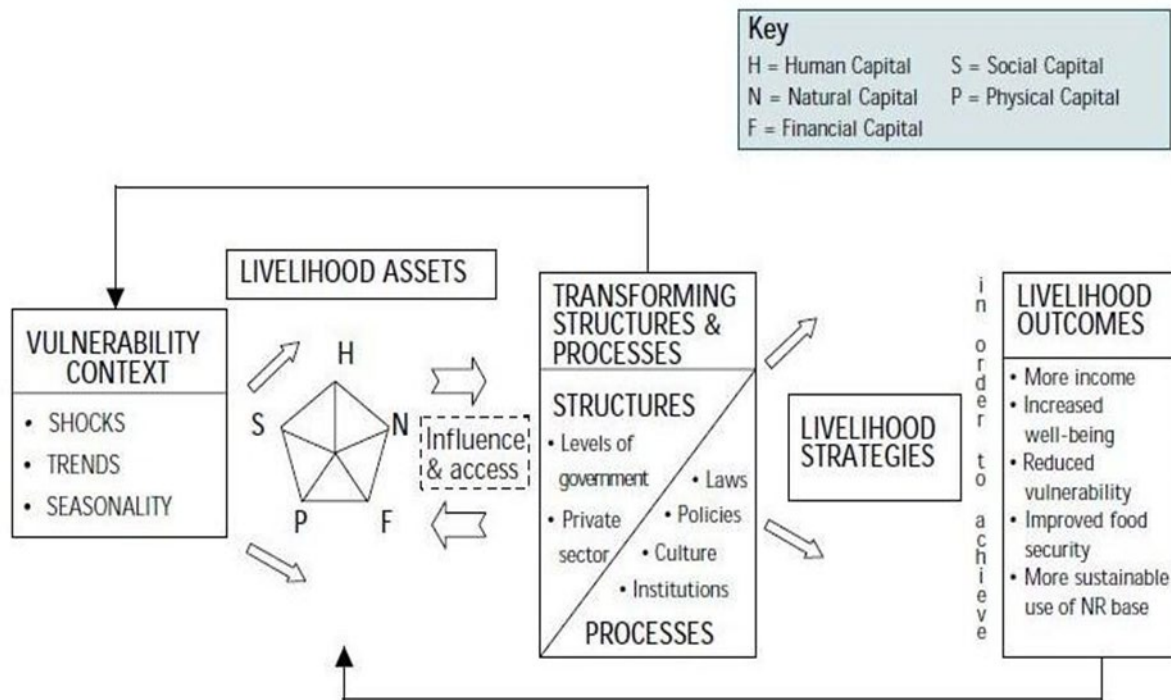 Key
H = Human Capital S = Social Capital
N = Natural Capital P = Physical Capital
F = Financial Capital
LIVELIHOOD ASSETS
VULNERABILITY
CONTEXT
• SHOCKS
• TRENDS
• SEASONALITY
H
S
N
P
F
Influence
& access
TRANSFORMING
STRUCTURES &
PROCESSES
STRUCTURES
• Levels of
government
• Private
sector
• Laws
• Policies
• Culture
• Institutions
PROCESSES
LIVELIHOOD
STRATEGIES
in order to achieve
LIVELIHOOD
OUTCOMES
• More income
• Increased
well-being
• Reduced
vulnerability
• Improved food
security
• More sustainable
use of NR base